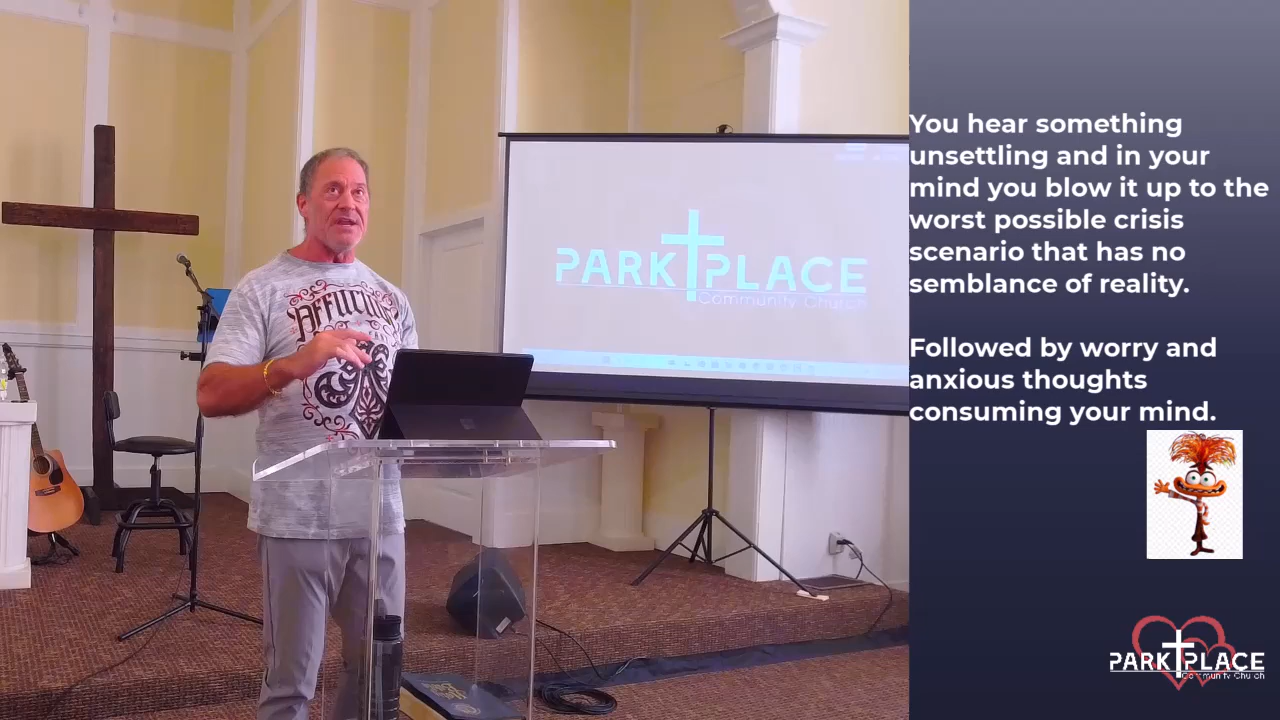 You hear something
unsettling and in your
mind you blow it up to the
worst possible crisis
scenario that has no
semblance of reality.
Followed by worry and
anxious thoughts
consuming your mind.
PARK PLACE
Community Church
PARK PLACE
Community Church